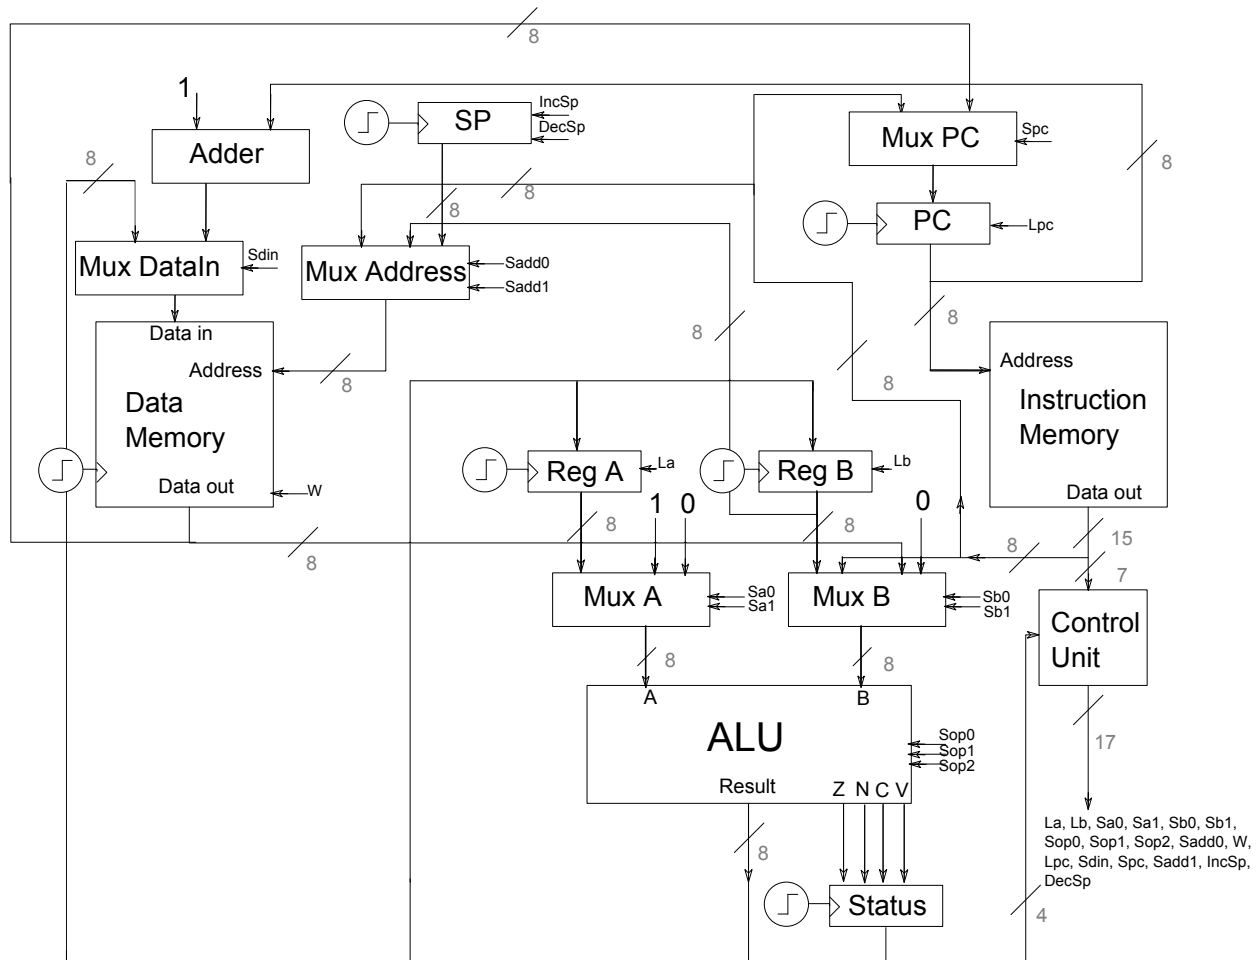 8
1
IncSp
SP
DecSp
Mux PC
Spc
Adder
8
8
8
8
PC
Lpc
Sdin
Mux DataIn
Mux Address
Sadd0
Sadd1
8
8
Data in
Address
8
8
Address
Data
Memory
Instruction
Memory
Reg A
La
Reg B
Lb
Data out
W
Data out
1
0
0
8
8
15
8
8
7
Mux A
Sa0
Sa1
Mux B
Sb0
Sb1
Control
Unit
8
8
A
B
ALU
Sop0
Sop1
Sop2
17
Result
Z
N
C
V
La, Lb, Sa0, Sa1, Sb0, Sb1,
Sop0, Sop1, Sop2, Sadd0, W,
Lpc, Sdin, Spc, Sadd1, IncSp,
DecSp
8
Status
4